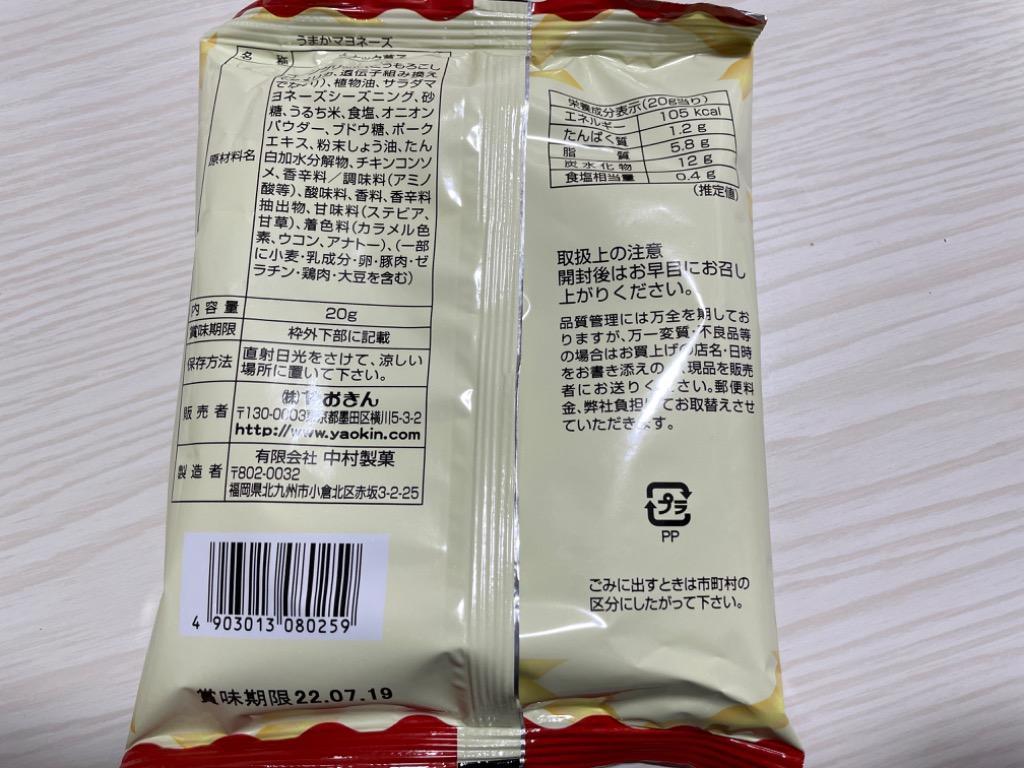 うまかマヨネーズ
名
スナック菓子
とうもろこし
遺伝子組み換え
でない)、植物油、サラダマ
ヨネーズシーズニング、砂
糖、うるち米、食塩、オニオン
パウダー、ブドウ糖、ポーク
エキス、粉末しょう油、たん
白加水分解物、チキンコンソ
メ、香辛料/調味料(アミノ
酸等)、酸味料、香料、香辛料
抽出物、甘味料(ステビア、
甘草)、着色料(カラメル色
素、ウコン、アナトー)、(一部
に小麦・乳成分・卵・豚肉・ゼ
ラチン・鶏肉・大豆を含む)
原材料名
内容量 20g
賞味期限 枠外下部に記載
保存方法 直射日光をさけて、涼しい
場所に置いて下さい。
販売者 ㈱やおきん
〒130-0003東京都墨田区横川5-3-2
http://www.yaokin.com
製造者 有限会社 中村製菓
〒802-0032
福岡県北九州市小倉北区赤坂3-2-25
4 903013 080259
賞味期限22.07.19
栄養成分表示(20g当り)
エネルギー 105 kcal
たんぱく質 1.2 g
脂質 5.8 g
炭水化物 12 g
食塩相当量 0.4 g
(推定値)
取扱上の注意
開封後はお早目にお召し
上がりください。
品質管理には万全を期してお
りますが、万一変質・不良品等
の場合はお買上げの店名・日時
をお書き添えの 現品を販売
者にお送りください。郵便料
金、弊社負担にてお取替えさせ
ていただきます。
プラ
PP
ごみに出すときは市町村の
区分にしたがって下さい。